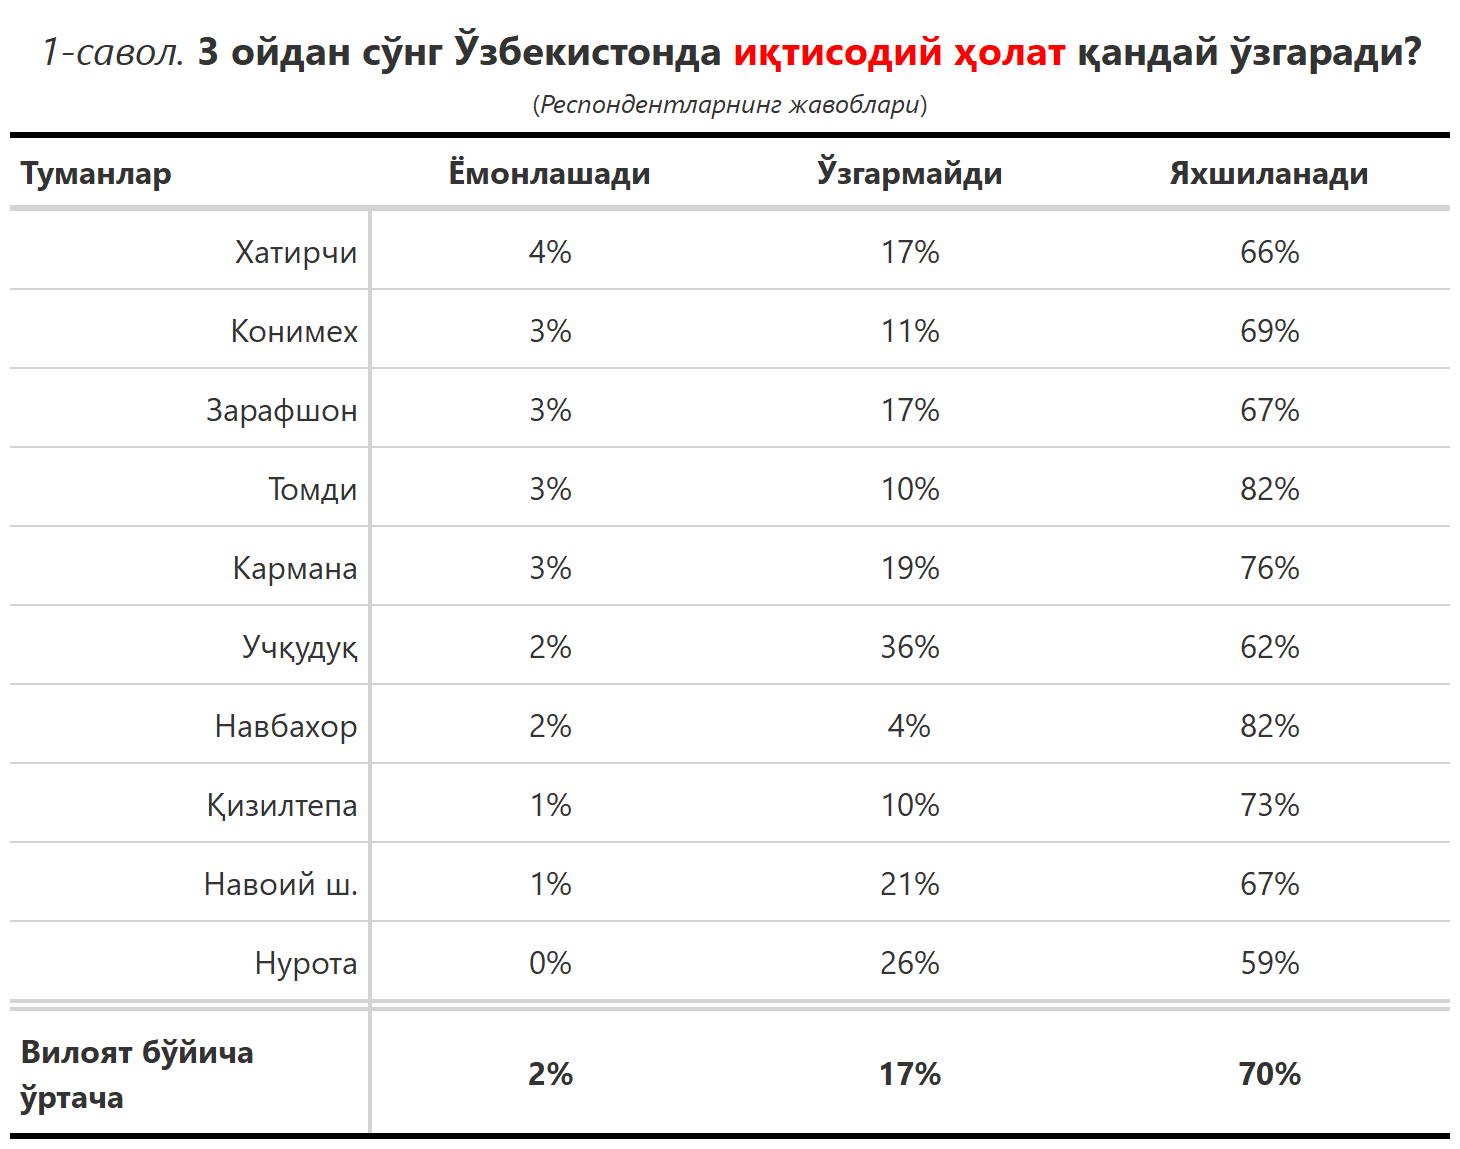 1-савол. 3 ойдан сўнг Ўзбекистонда иқтисодий ҳолат қандай ўзгаради?
(Респондентларнинг жавоблари)
Туманлар Ёмонлашади Ўзгармайди Яхшиланади
Хатирчи 4% 17% 66%
Конимех 3% 11% 69%
Зарафшон 3% 17% 67%
Томди 3% 10% 82%
Кармана 3% 19% 76%
Учқудуқ 2% 36% 62%
Навбахор 2% 4% 82%
Қизилтепа 1% 10% 73%
Навоий ш. 1% 21% 67%
Нурота 0% 26% 59%
Вилоят бўйича
ўртача 2% 17% 70%